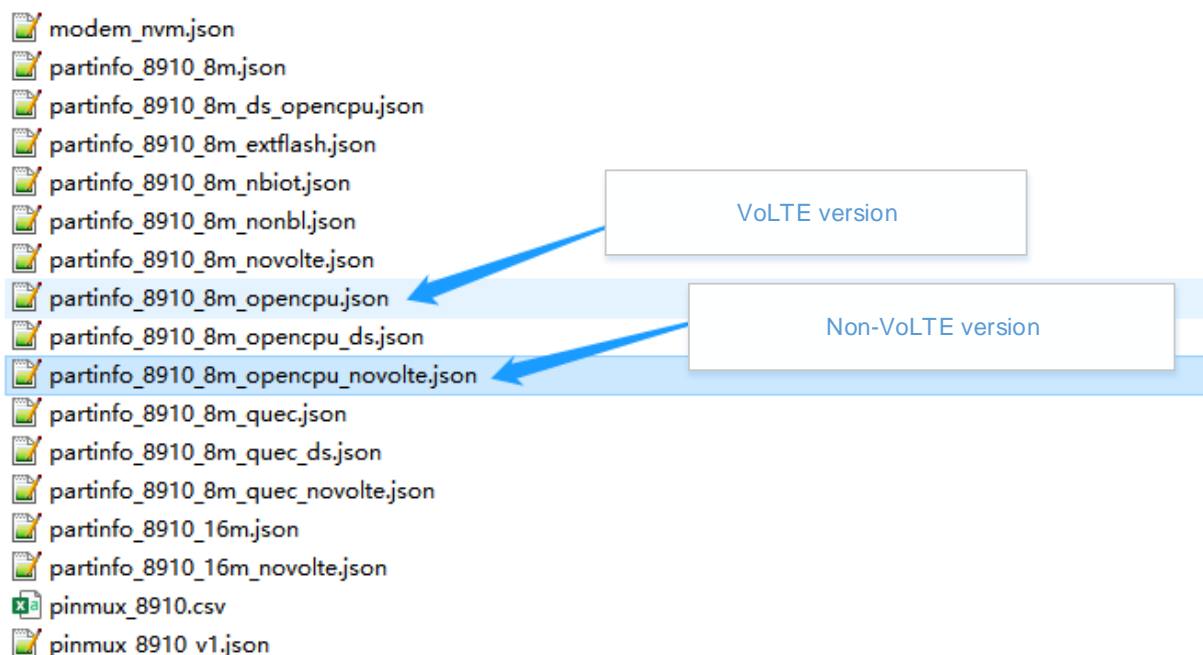 modem_nvm.json
partinfo_8910_8m.json
partinfo_8910_8m_ds_opencpu.json
partinfo_8910_8m_extflash.json
partinfo_8910_8m_nbiot.json
partinfo_8910_8m_nonbl.json
partinfo_8910_8m_novolte.json
partinfo_8910_8m_opencpu.json
partinfo_8910_8m_opencpu_ds.json
partinfo_8910_8m_opencpu_novolte.json
partinfo_8910_8m_quec.json
partinfo_8910_8m_quec_ds.json
partinfo_8910_8m_quec_novolte.json
partinfo_8910_16m.json
partinfo_8910_16m_novolte.json
pinmux_8910.csv
pinmux_8910_v1.json
VoLTE version
Non-VoLTE version